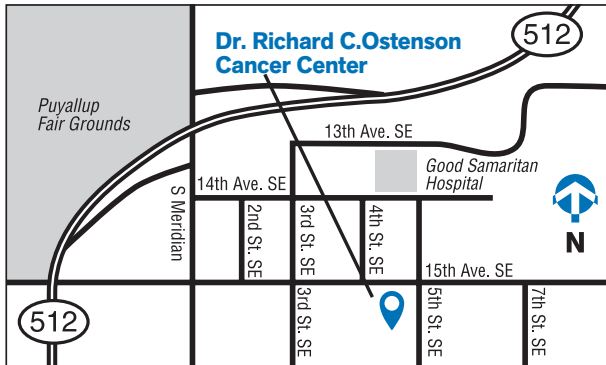 512
Dr. Richard C.Ostenson
Cancer Center
Puyallup
Fair Grounds
13th Ave. SE
Good Samaritan
Hospital
14th Ave. SE
S Meridian
2nd St. SE
3rd St. SE
4th St. SE
N
15th Ave. SE
3rd St. SE
5th St. SE
7th St. SE
512